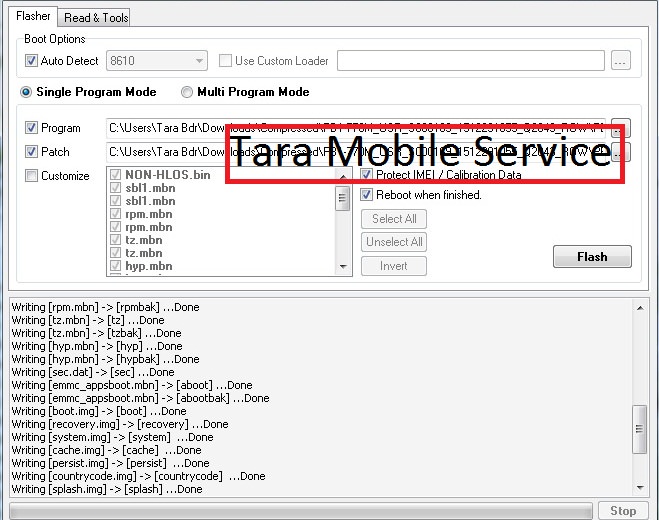 Flasher
Read & Tools
Boot Options
Auto Detect
8610
Use Custom Loader
...
Single Program Mode
Multi Program Mode
Program
C:\Users\Tara Bdr\Downloads\Compressed\
...
Tara Mobile Service
Patch
C:\Users\Tara Bdr\Downloads\Compressed\
Customize
NON-HLOS.bin
sbl1.mbn
sbl1.mbn
rpm.mbn
rpm.mbn
tz.mbn
tz.mbn
hyp.mbn
Protect IMEI / Calibration Data
Reboot when finished.
Select All
Unselect All
Invert
Flash
Writing [rpm.mbn] -> [rpmbak] ...Done
Writing [tz.mbn] -> [tz] ...Done
Writing [tz.mbn] -> [tzbak] ...Done
Writing [hyp.mbn] -> [hyp] ...Done
Writing [hyp.mbn] -> [hypbak] ...Done
Writing [sec.dat] -> [sec] ...Done
Writing [emmc_appsboot.mbn] -> [aboot] ...Done
Writing [emmc_appsboot.mbn] -> [abootbak] ...Done
Writing [boot.img] -> [boot] ...Done
Writing [recovery.img] -> [recovery] ...Done
Writing [system.img] -> [system]  ...Done
Writing [cache.img] -> [cache]  ...Done
Writing [persist.img] -> [persist]  ...Done
Writing [countrycode.img] -> [countrycode]  ...Done
Writing [splash.img] -> [splash] ...Done
Stop